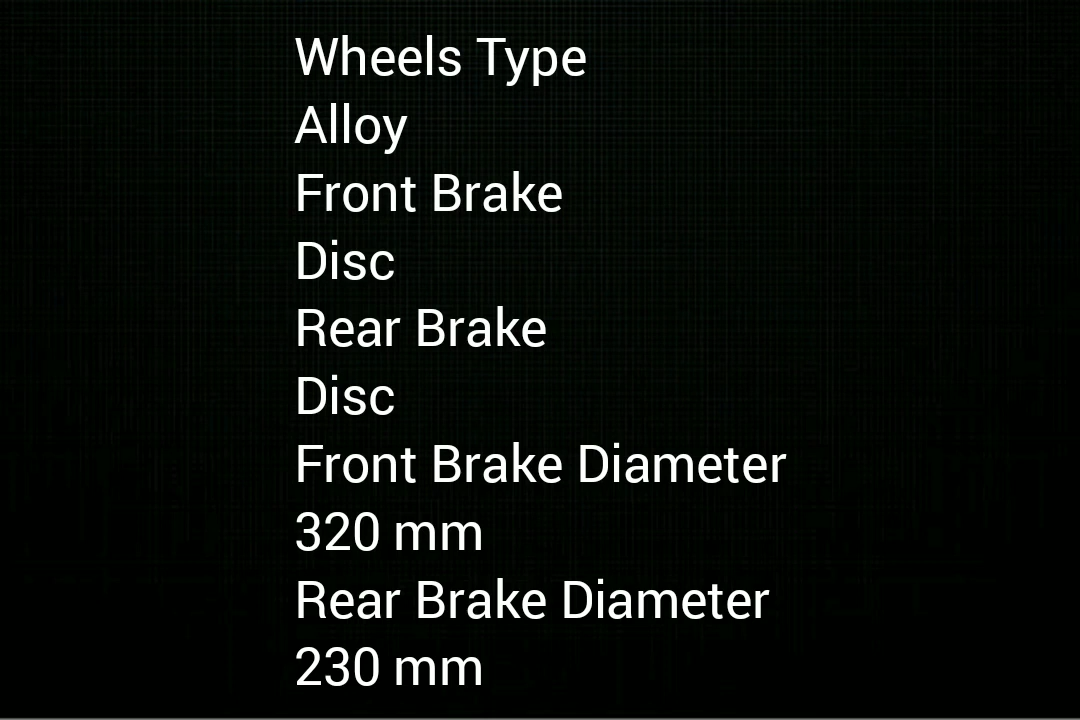 Wheels Type
Alloy
Front Brake
Disc
Rear Brake
Disc
Front Brake Diameter
320 mm
Rear Brake Diameter
230 mm